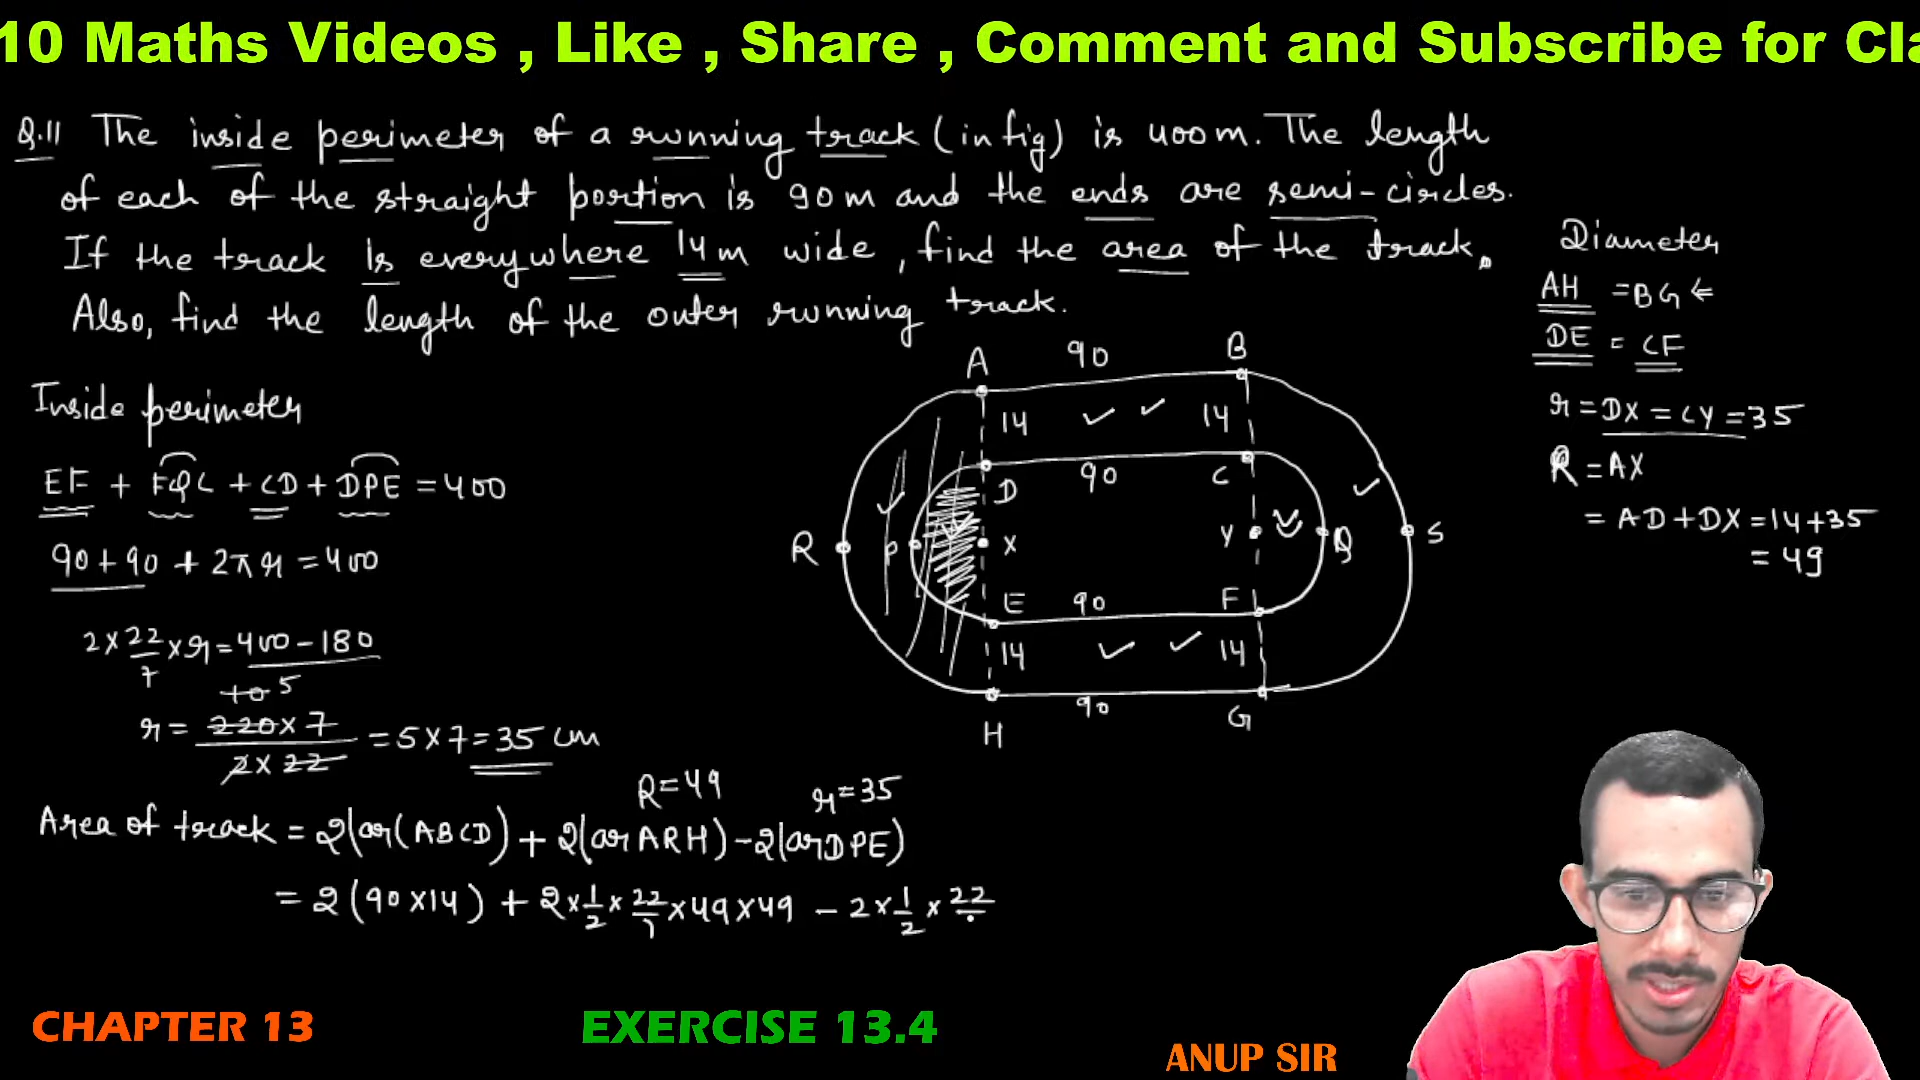 10 Maths Videos , Like , Share , Comment and Subscribe for Cla
Q.11 The inside perimeter of a running track (in fig) is 400m. The length
of each of the straight portion is 90m and the ends are semi-circles.
If the track is everywhere 14m wide, find the area of the track.
Also, find the length of the outer running track.
Inside perimeter
EF + FQC + CD + DPE = 400
90 + 90 + 2πr = 400
2 × 22/7 × r = 400 - 180
10 5
r = 220 × 7 / 2 × 22 = 5 × 7 = 35 cm
A 90 B
14 14
90
D C
R P X Y Q S
E 90 F
14 14
90
H G
Diameter
AH = BG ⇐
DE = CF
r = DX = CY = 35
R = AX
= AD + DX = 14 + 35
= 49
R = 49 r = 35
Area of track = 2(ar(ABCD) + 2(ar ARH) - 2(ar DPE)
= 2(90 × 14) + 2 × 1/2 × 22/7 × 49 × 49 - 2 × 1/2 × 22
CHAPTER 13
EXERCISE 13.4
ANUP SIR